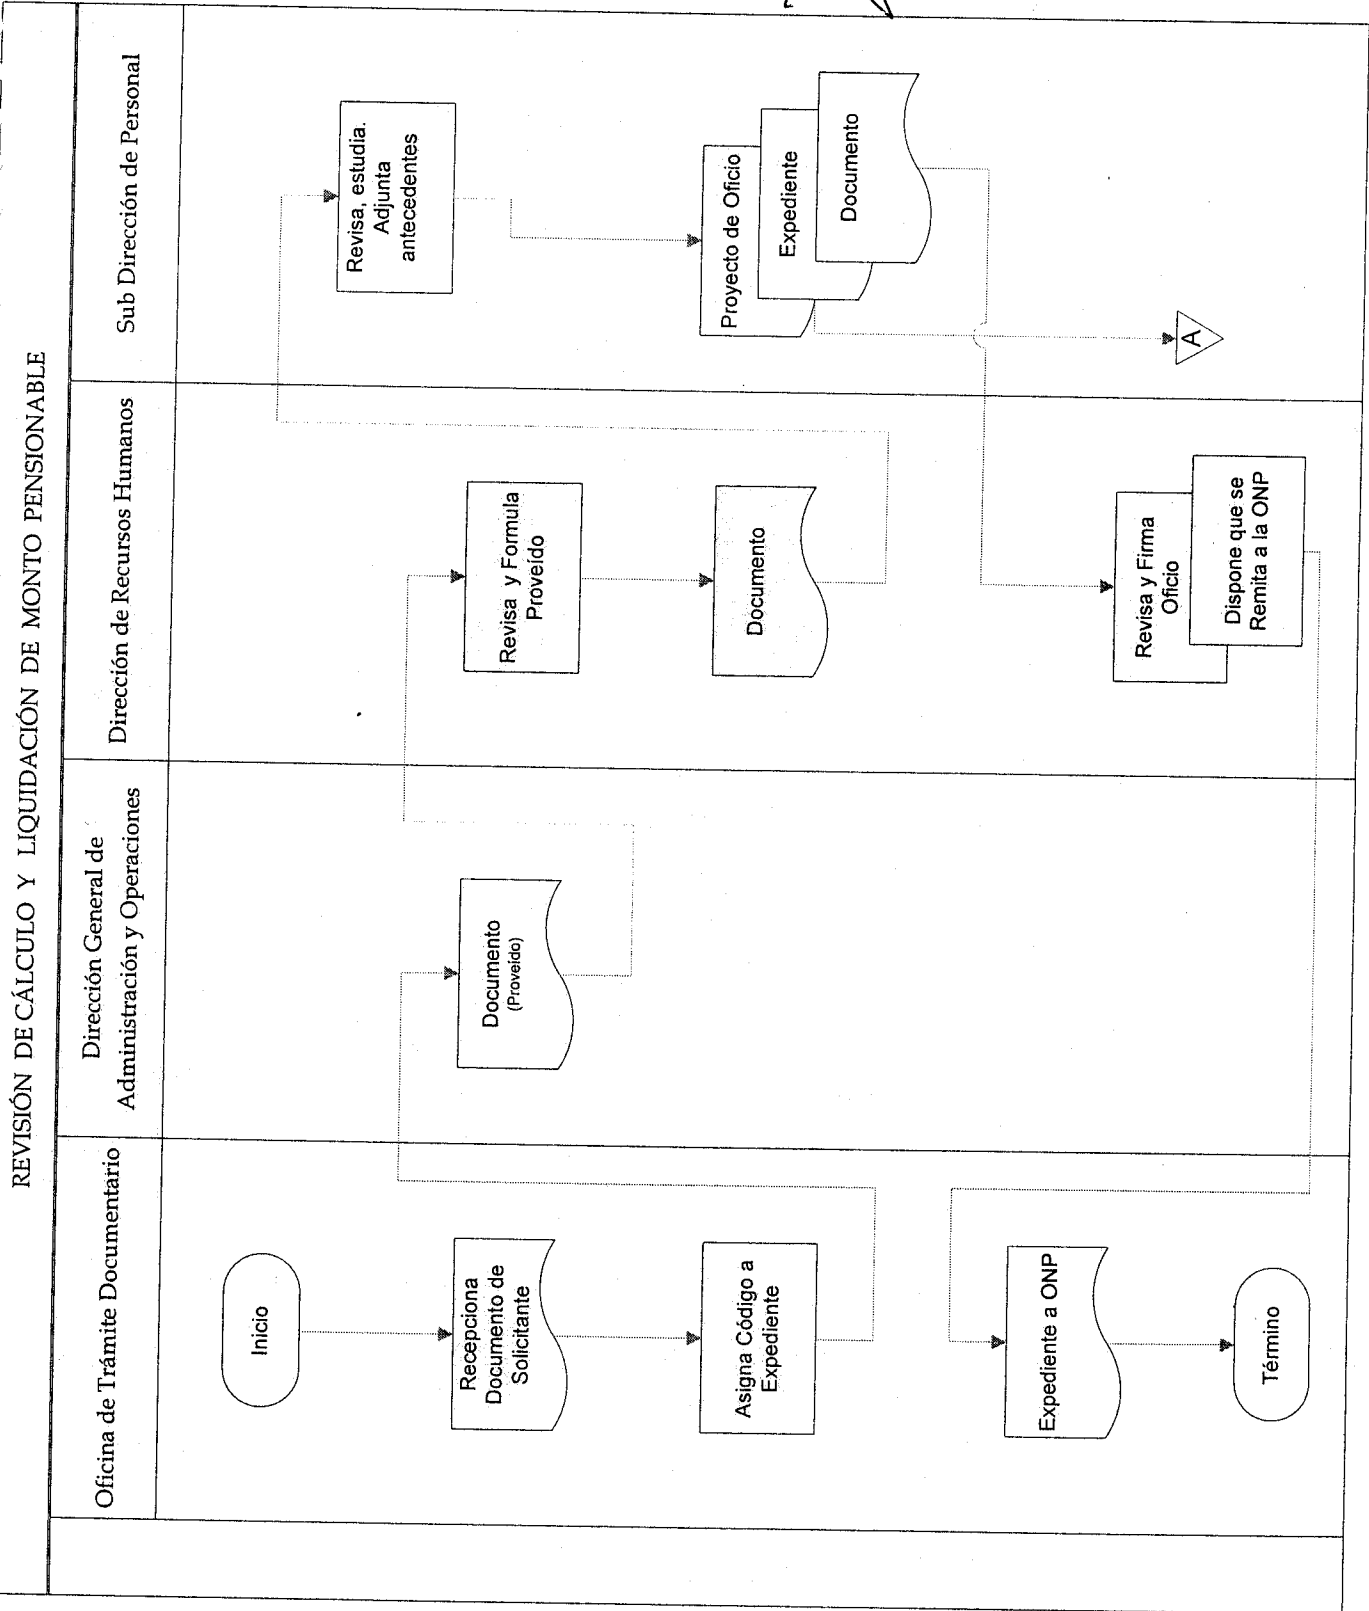 REVISIÓN DE CÁLCULO Y LIQUIDACIÓN DE MONTO PENSIONABLE
Oficina de Trámite Documentario
Dirección General de
Administración y Operaciones
Dirección de Recursos Humanos
Sub Dirección de Personal
Inicio
Recepciona
Documento de
Solicitante
Asigna Código a
Expediente
Documento
(Proveído)
Revisa y Formula
Proveído
Documento
Revisa, estudia.
Adjunta
antecedentes
Proyecto de Oficio
Expediente
Documento
A
Revisa y Firma
Oficio
Dispone que se
Remita a la ONP
Expediente a ONP
Término